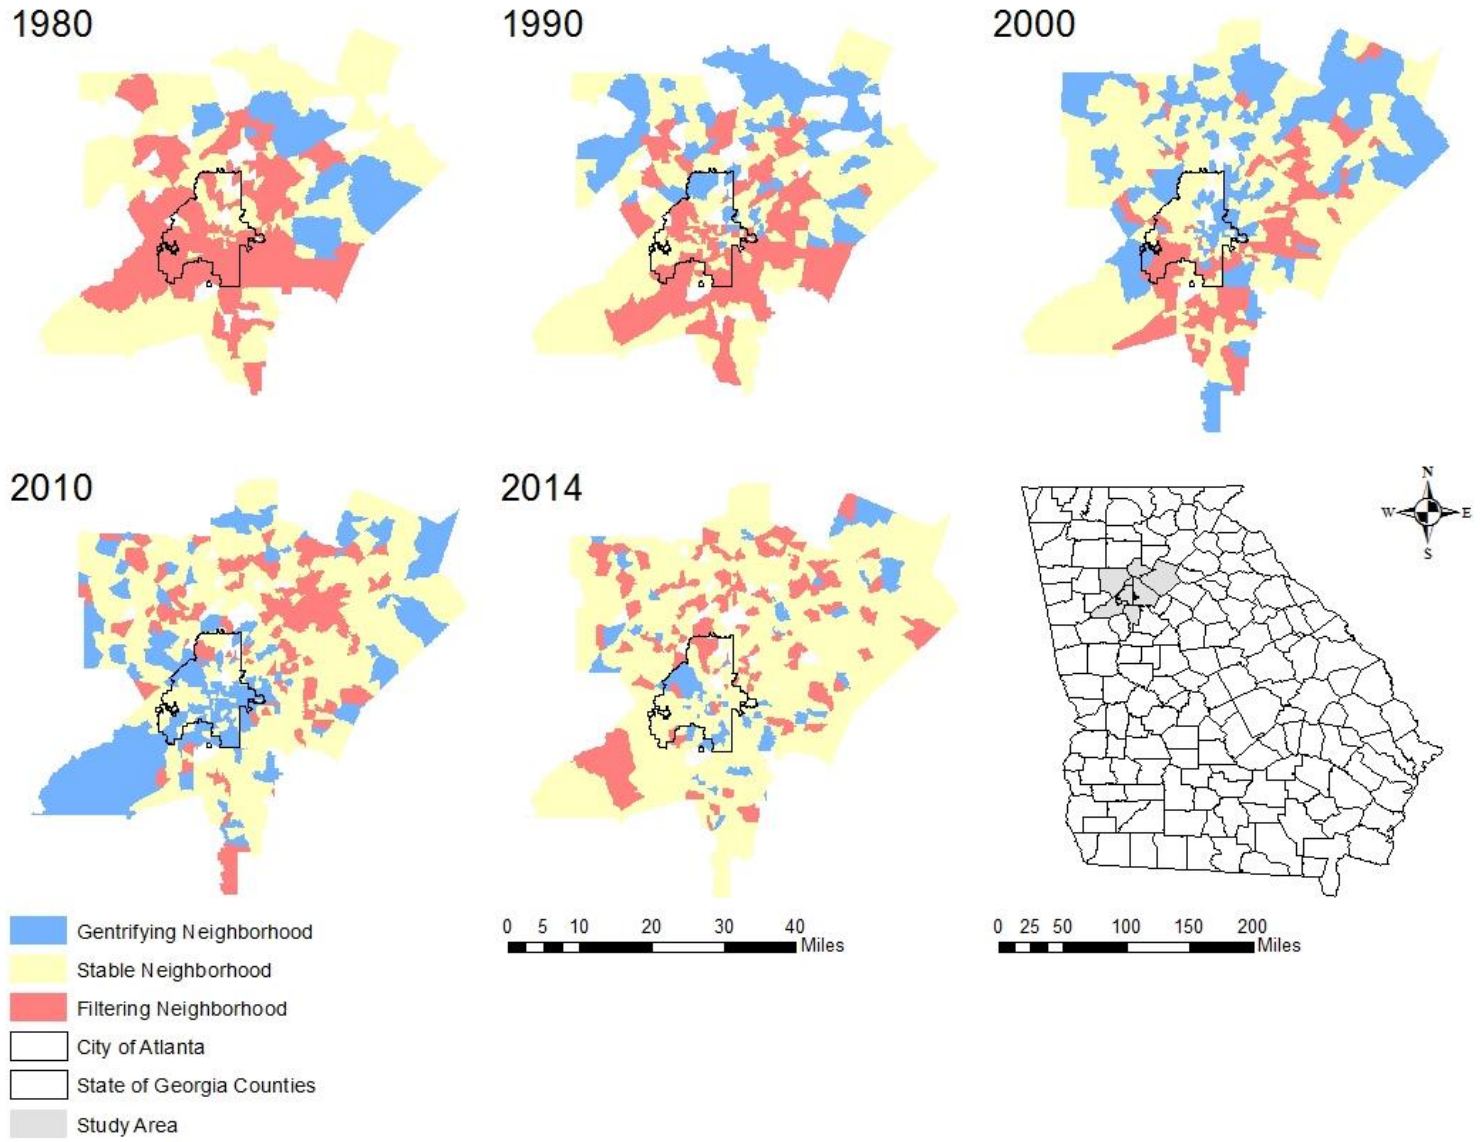 1980
1990
2000
2010
2014
N
W E
S
0 5 10 20 30 40
Miles
0 25 50 100 150 200
Miles
Gentrifying Neighborhood
Stable Neighborhood
Filtering Neighborhood
City of Atlanta
State of Georgia Counties
Study Area